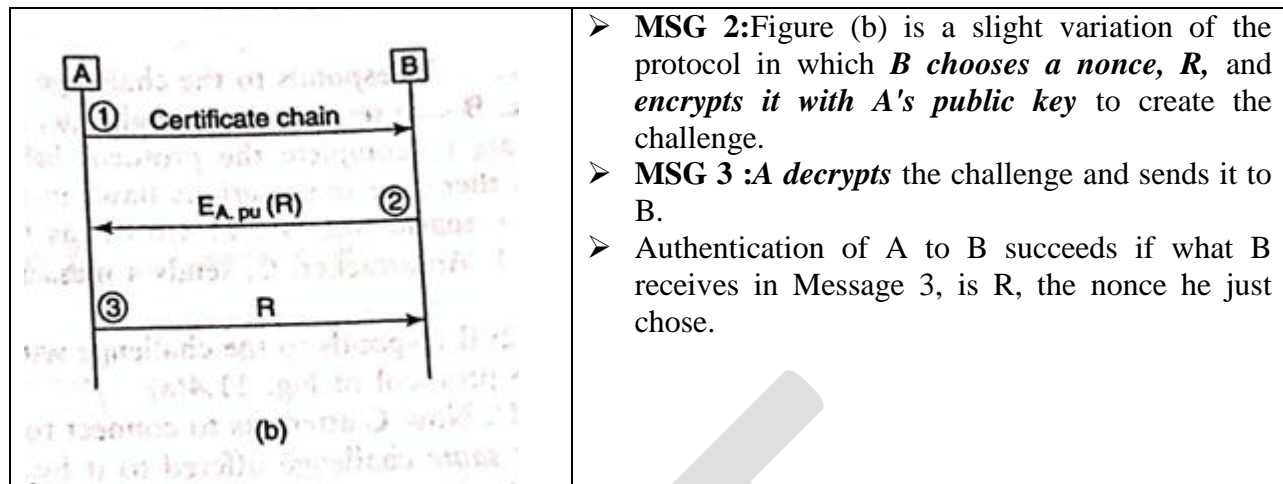 A
B
① Certificate chain
E_A. pu (R) ②
③ R
(b)
➢ MSG 2:Figure (b) is a slight variation of the
protocol in which B chooses a nonce, R, and
encrypts it with A's public key to create the
challenge.
➢ MSG 3 :A decrypts the challenge and sends it to
B.
➢ Authentication of A to B succeeds if what B
receives in Message 3, is R, the nonce he just
chose.